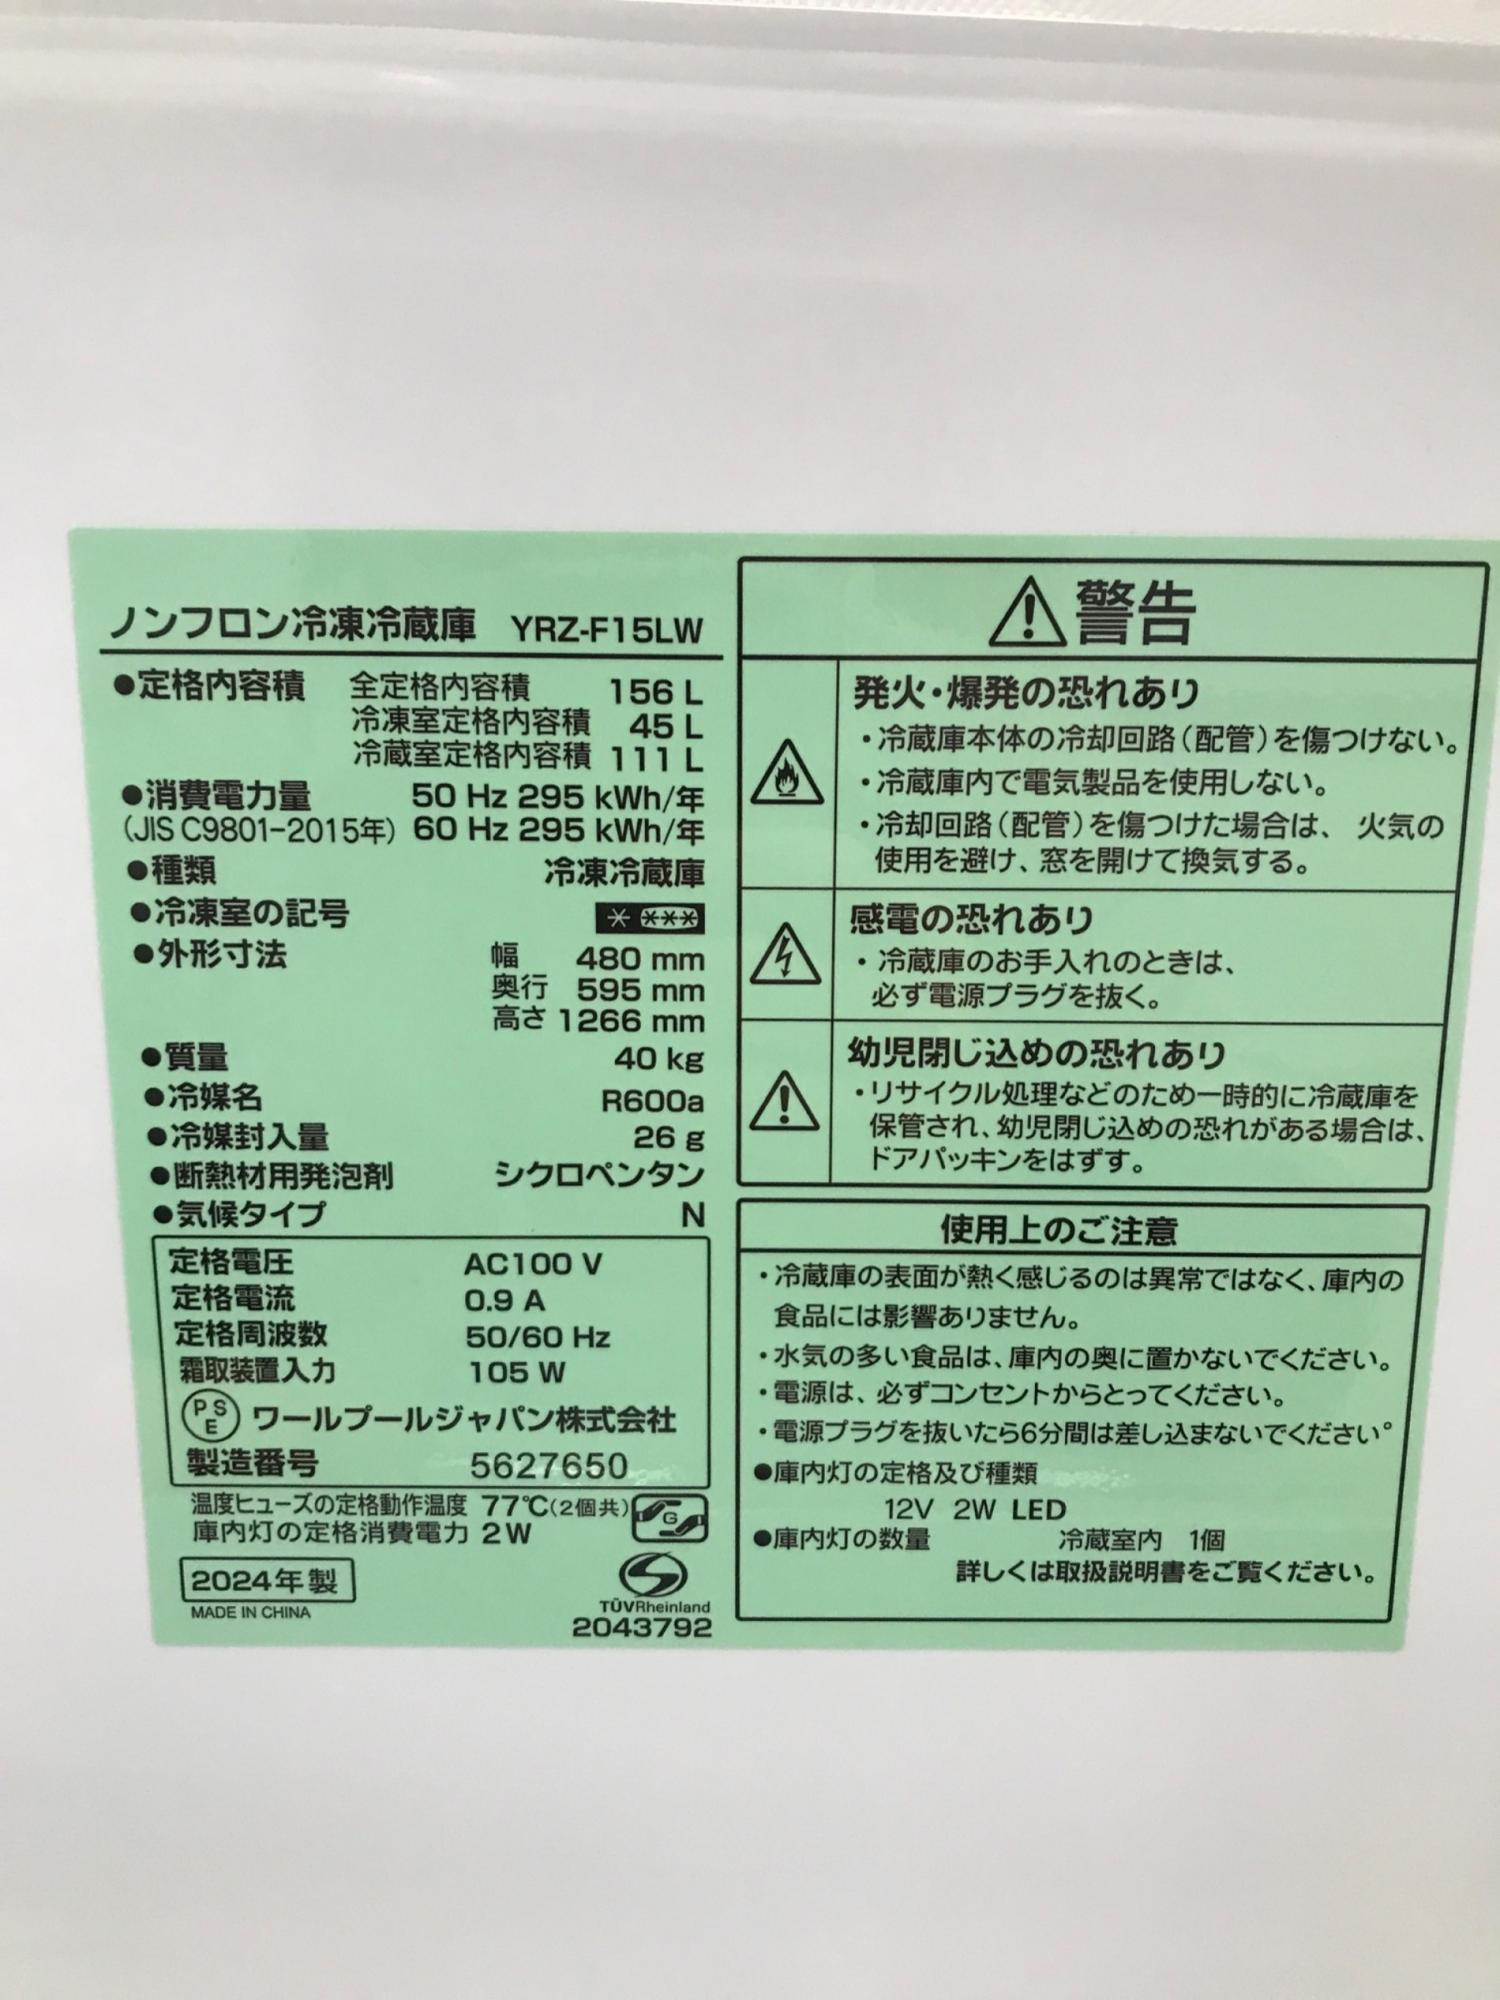 ノンフロン冷凍冷蔵庫 YRZ-F15LW
●定格内容積 全定格内容積 156 L
冷凍室定格内容積 45 L
冷蔵室定格内容積 111 L
●消費電力量 50 Hz 295 kWh/年
(JIS C9801-2015年) 60 Hz 295 kWh/年
●種類 冷凍冷蔵庫
●冷凍室の記号
●外形寸法 幅 480 mm
奥行 595 mm
高さ 1266 mm
●質量 40 kg
●冷媒名 R600a
●冷媒封入量 26 g
●断熱材用発泡剤 シクロペンタン
●気候タイプ N
定格電圧 AC100 V
定格電流 0.9 A
定格周波数 50/60 Hz
霜取装置入力 105 W
PSE ワールプールジャパン株式会社
製造番号 5627650
温度ヒューズの定格動作温度 77℃(2個共)
G
庫内灯の定格消費電力 2W
2024年製
MADE IN CHINA
TÜVRheinland
2043792
警告
発火・爆発の恐れあり
・冷蔵庫本体の冷却回路(配管)を傷つけない。
・冷蔵庫内で電気製品を使用しない。
・冷却回路(配管)を傷つけた場合は、火気の
使用を避け、窓を開けて換気する。
感電の恐れあり
・冷蔵庫のお手入れのときは、
必ず電源プラグを抜く。
幼児閉じ込めの恐れあり
・リサイクル処理などのため一時的に冷蔵庫を
保管され、幼児閉じ込めの恐れがある場合は、
ドアパッキンをはずす。
使用上のご注意
・冷蔵庫の表面が熱く感じるのは異常ではなく、庫内の
食品には影響ありません。
・水気の多い食品は、庫内の奥に置かないでください。
・電源は、必ずコンセントからとってください。
・電源プラグを抜いたら6分間は差し込まないでください。
●庫内灯の定格及び種類
12V 2W LED
●庫内灯の数量 冷蔵室内 1個
詳しくは取扱説明書をご覧ください。